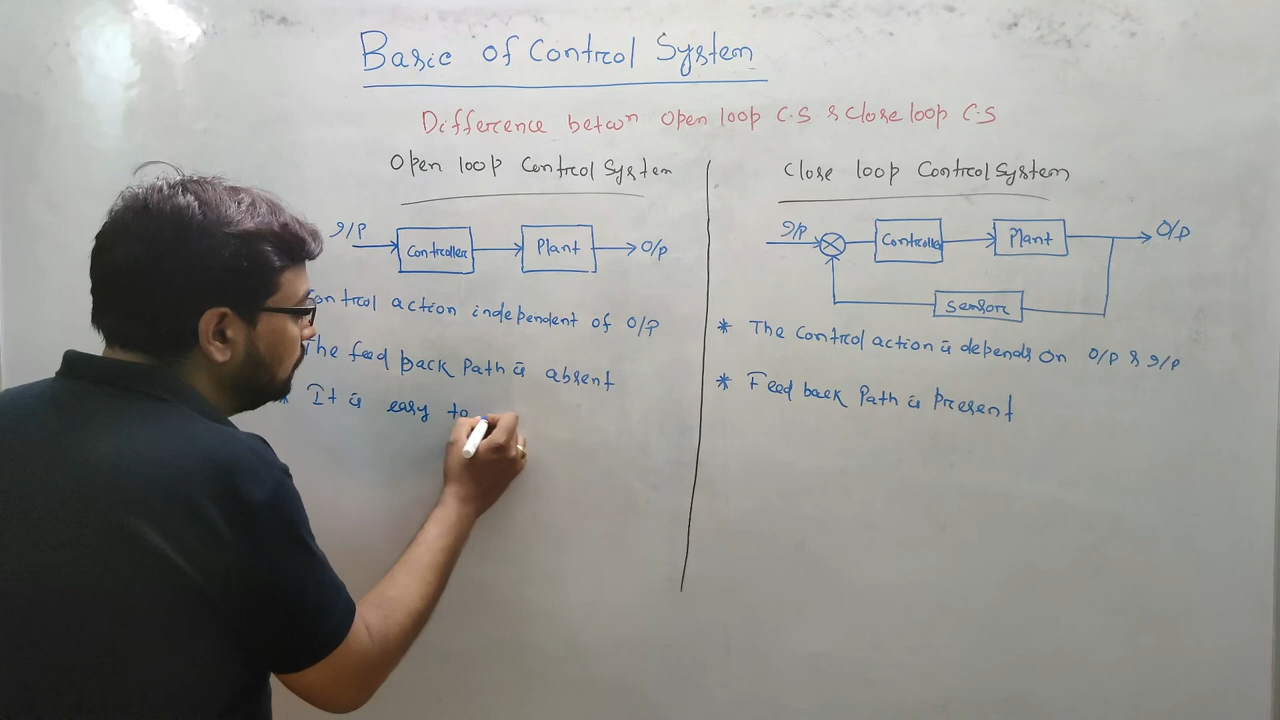 Basic of Control System
Difference betwn Open loop C.S & Close loop C.S
Open loop Control System
I/P
Controller
Plant
O/P
Control action independent of O/P
The feed back Path is absent
* It is easy to
Close loop Control System
I/P
Controller
Plant
O/P
Sensor
* The Control action is depends on O/P & I/P
* Feed back Path is Present